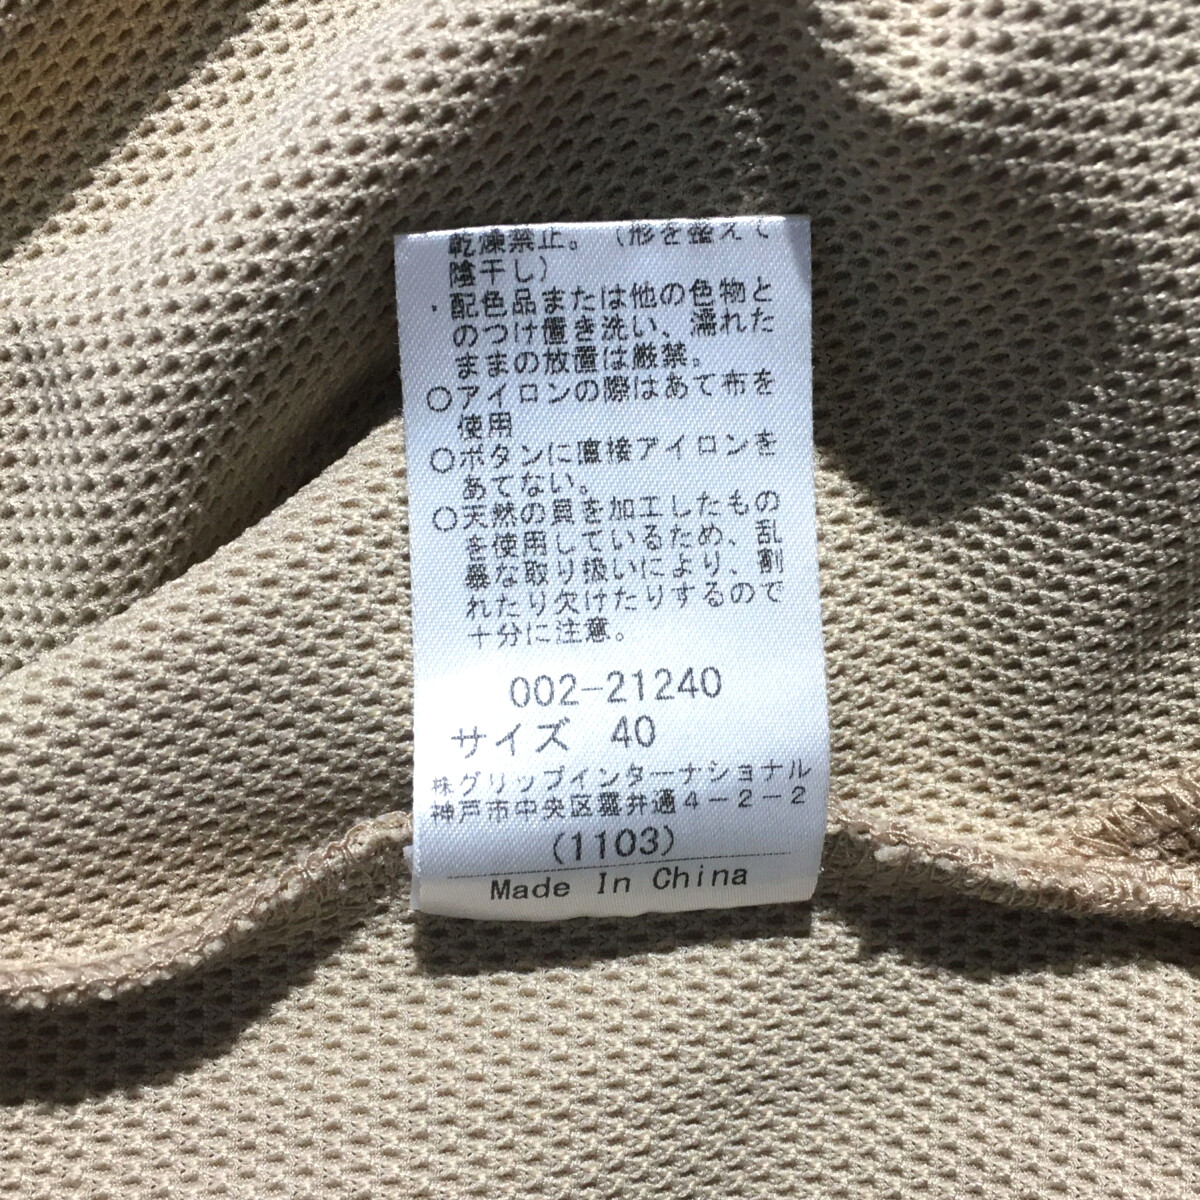 乾燥禁止。（形を整えて
陰干し）
・配色品または他の色物と
のつけ置き洗い、濡れた
ままの放置は厳禁。
○アイロンの際はあて布を
使用
○ボタンに直接アイロンを
あてない。
○天然の貝を加工したもの
を使用しているため、乱
暴な取り扱いにより、割
れたり欠けたりするので
十分に注意。
002-21240
サイズ 40
株グリップインターナショナル
神戸市中央区雲井通4-2-2
(1103)
Made In China